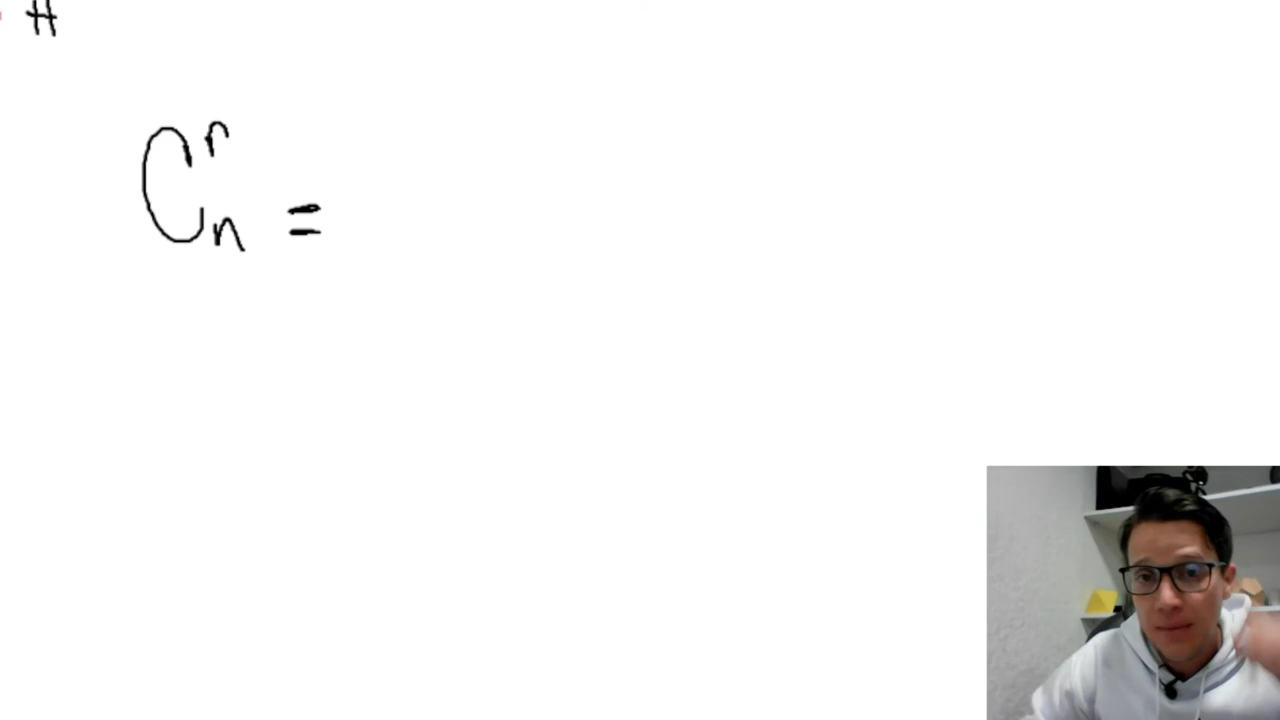 #
C^r_n =